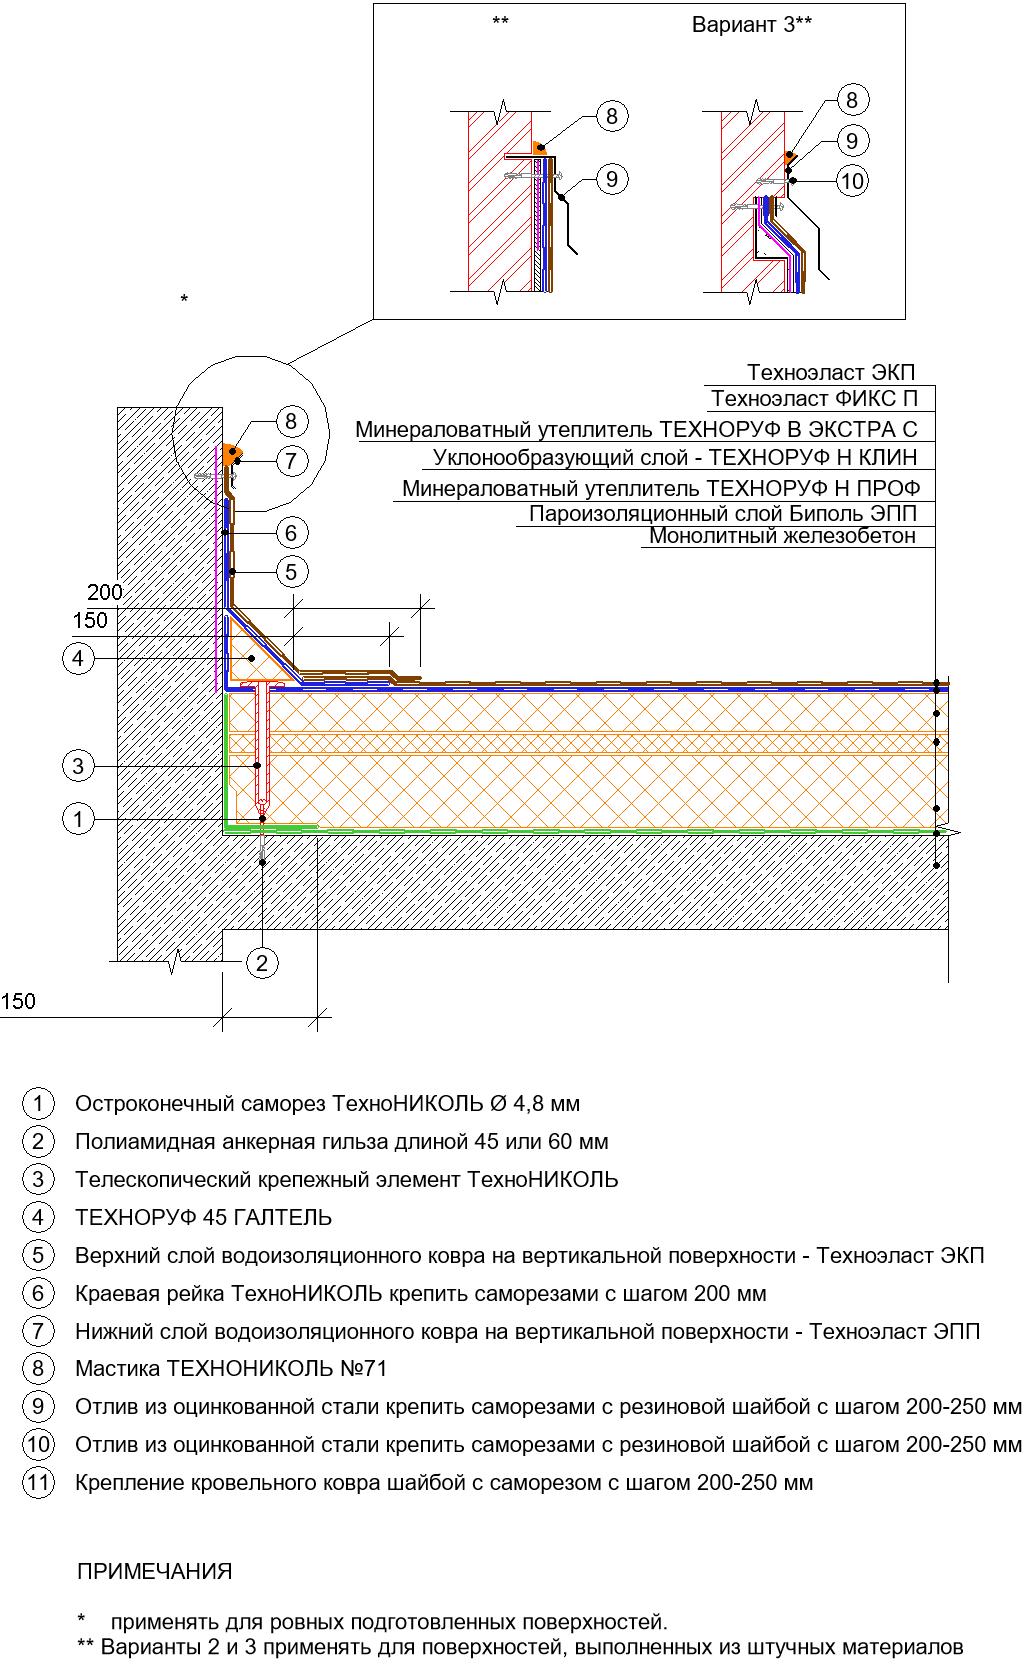 ** Вариант 3**
8
8
9
9
10
*
Техноэласт ЭКП
Техноэласт ФИКС П
Минераловатный утеплитель ТЕХНОРУФ В ЭКСТРА С
Уклонообразующий слой - ТЕХНОРУФ Н КЛИН
Минераловатный утеплитель ТЕХНОРУФ Н ПРОФ
Пароизоляционный слой Биполь ЭПП
Монолитный железобетон
8
7
6
5
200
150
4
3
1
2
150
1 Остроконечный саморез ТехноНИКОЛЬ Ø 4,8 мм
2 Полиамидная анкерная гильза длиной 45 или 60 мм
3 Телескопический крепежный элемент ТехноНИКОЛЬ
4 ТЕХНОРУФ 45 ГАЛТЕЛЬ
5 Верхний слой водоизоляционного ковра на вертикальной поверхности - Техноэласт ЭКП
6 Краевая рейка ТехноНИКОЛЬ крепить саморезами с шагом 200 мм
7 Нижний слой водоизоляционного ковра на вертикальной поверхности - Техноэласт ЭПП
8 Мастика ТЕХНОНИКОЛЬ №71
9 Отлив из оцинкованной стали крепить саморезами с резиновой шайбой с шагом 200-250 мм
10 Отлив из оцинкованной стали крепить саморезами с резиновой шайбой с шагом 200-250 мм
11 Крепление кровельного ковра шайбой с саморезом с шагом 200-250 мм
ПРИМЕЧАНИЯ
* применять для ровных подготовленных поверхностей.
** Варианты 2 и 3 применять для поверхностей, выполненных из штучных материалов